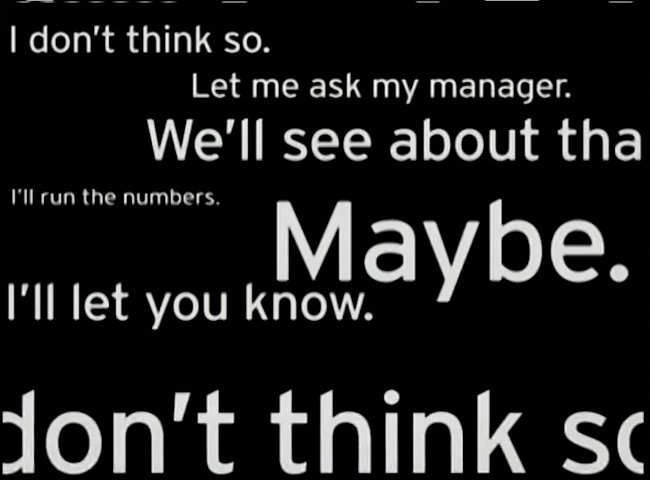 I don't think so.
Let me ask my manager.
We'll see about tha
I'll run the numbers.
Maybe.
I'll let you know.
don't think so